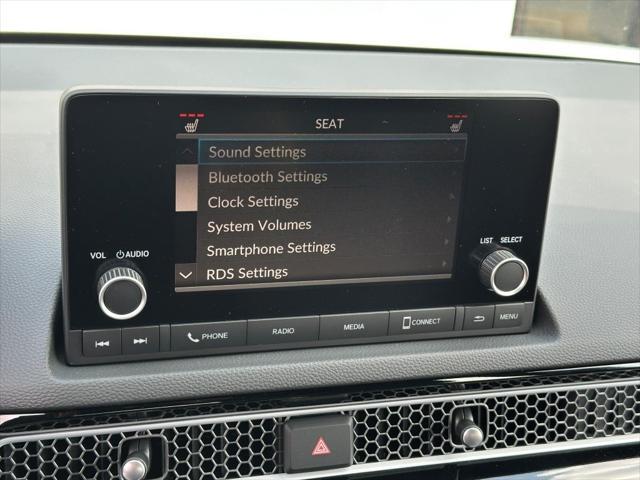 SEAT
Sound Settings
Bluetooth Settings
Clock Settings
System Volumes
Smartphone Settings
RDS Settings
VOL AUDIO
LIST SELECT
PHONE RADIO MEDIA CONNECT MENU